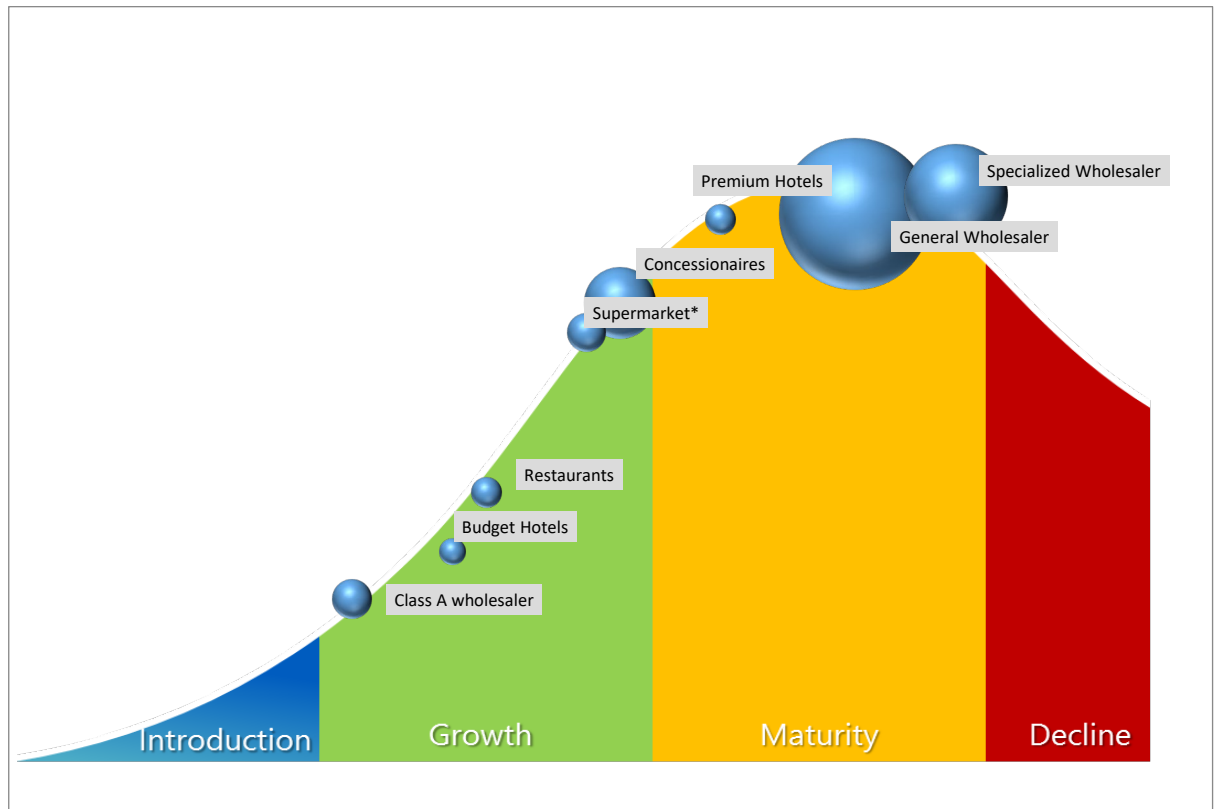 Premium Hotels
Specialized Wholesaler
General Wholesaler
Concessionaires
Supermarket*
Restaurants
Budget Hotels
Class A wholesaler
Introduction
Growth
Maturity
Decline